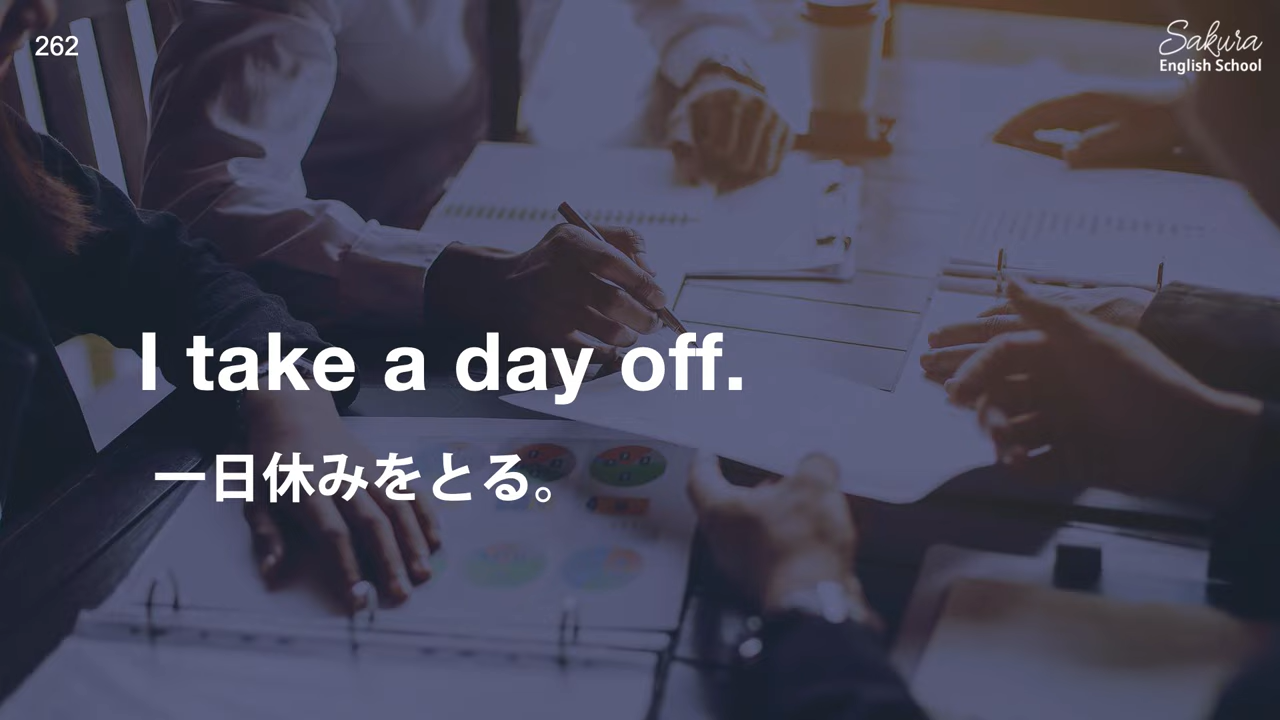 262
Sakura
English School
I take a day off.
一日休みをとる。